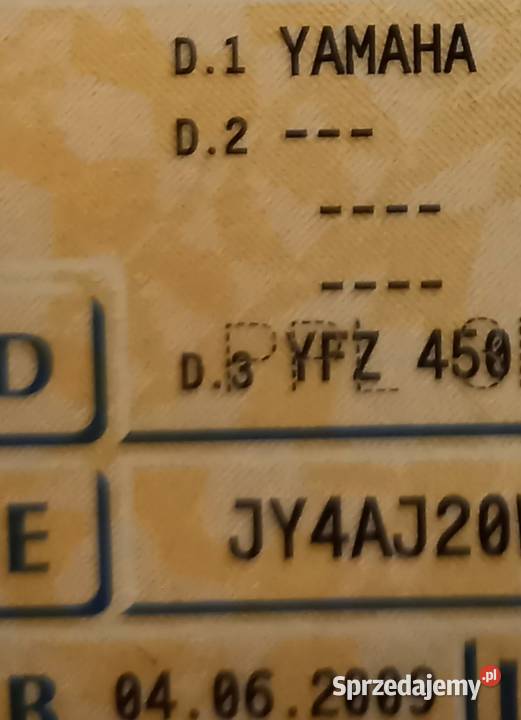 D.1 YAMAHA
D.2 ---
----
----
D D.3 YFZ 450
E JY4AJ20
B 04.06.2009
Sprzedajemy.pl